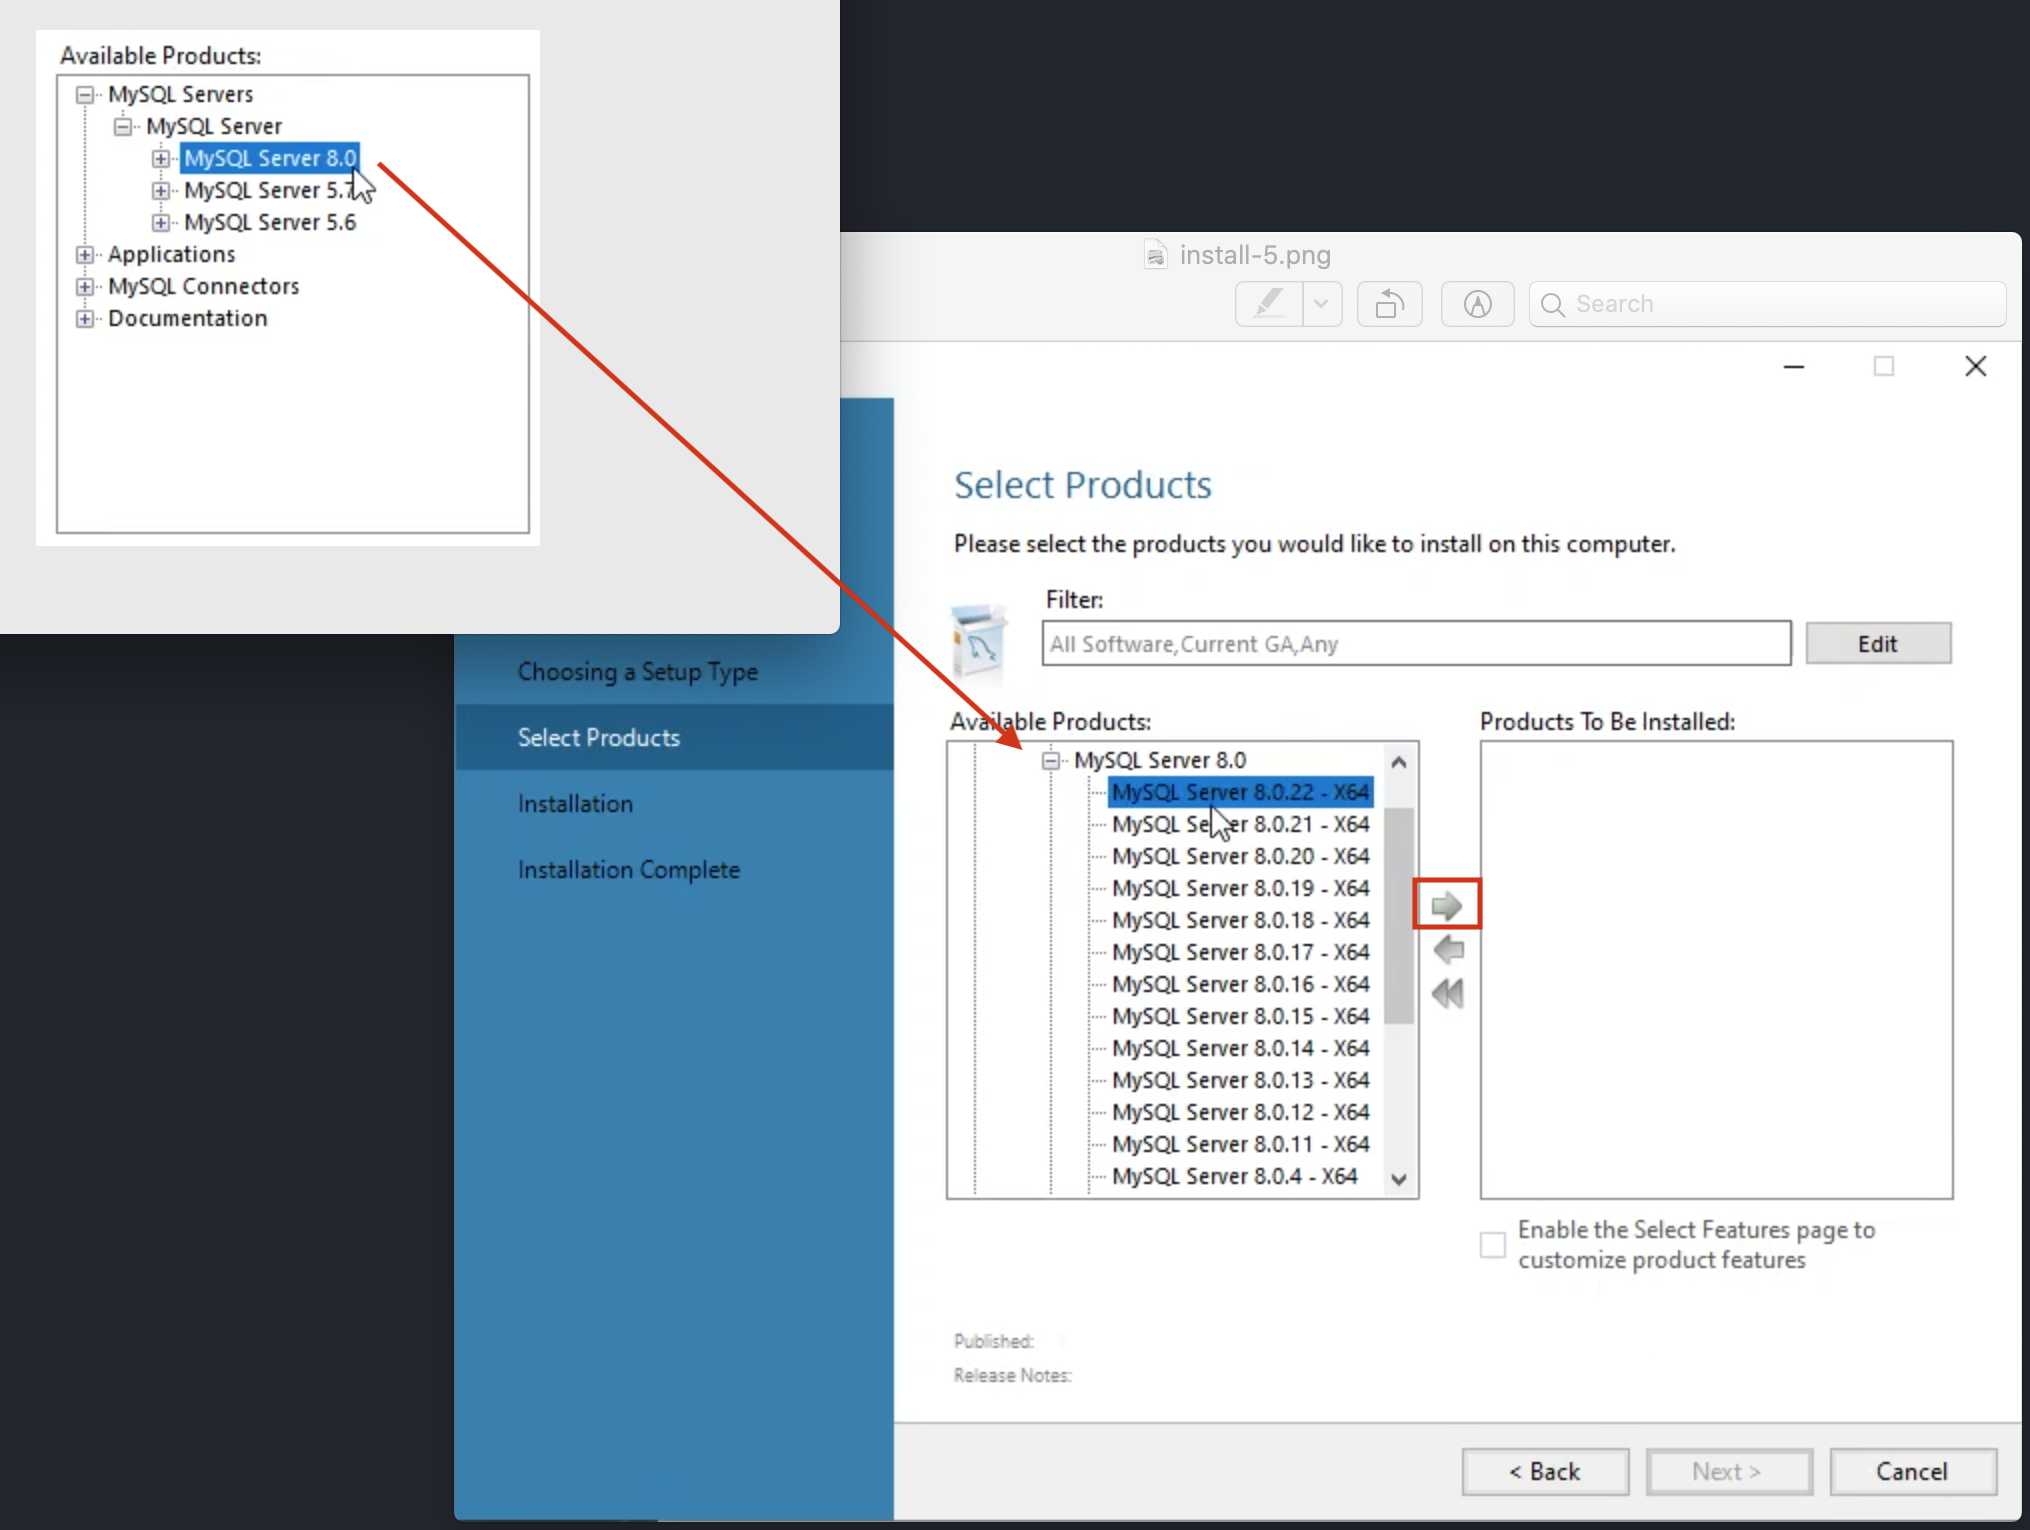 Available Products:
MySQL Servers
MySQL Server
MySQL Server 8.0
MySQL Server 5.7
MySQL Server 5.6
Applications
MySQL Connectors
Documentation
install-5.png
Search
Choosing a Setup Type
Select Products
Installation
Installation Complete
Select Products
Please select the products you would like to install on this computer.
Filter:
All Software,Current GA,Any
Edit
Available Products:
MySQL Server 8.0
MySQL Server 8.0.22 - X64
MySQL Server 8.0.21 - X64
MySQL Server 8.0.20 - X64
MySQL Server 8.0.19 - X64
MySQL Server 8.0.18 - X64
MySQL Server 8.0.17 - X64
MySQL Server 8.0.16 - X64
MySQL Server 8.0.15 - X64
MySQL Server 8.0.14 - X64
MySQL Server 8.0.13 - X64
MySQL Server 8.0.12 - X64
MySQL Server 8.0.11 - X64
MySQL Server 8.0.4 - X64
Products To Be Installed:
Enable the Select Features page to
customize product features
Published:
Release Notes:
< Back
Next >
Cancel